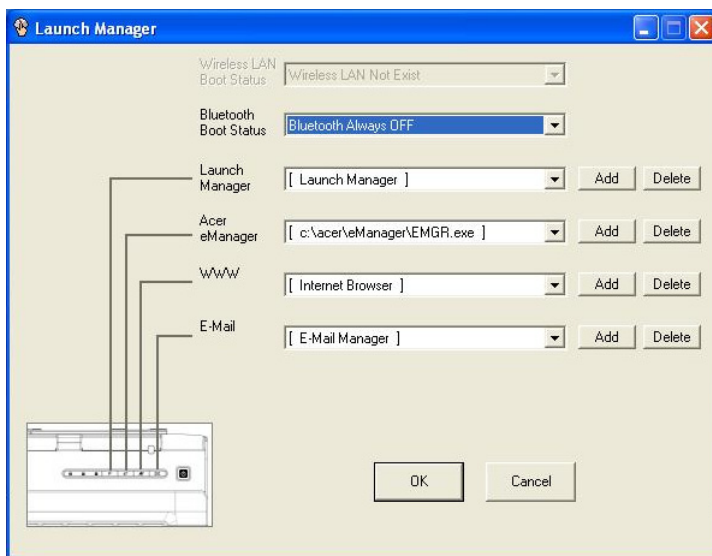 Launch Manager
Wireless LAN
Boot Status
Wireless LAN Not Exist
Bluetooth
Boot Status
Bluetooth Always OFF
Launch
Manager
[ Launch Manager ]
Add
Delete
Acer
eManager
[ c:\acer\eManager\EMGR.exe ]
Add
Delete
WWW
[ Internet Browser ]
Add
Delete
E-Mail
[ E-Mail Manager ]
Add
Delete
OK
Cancel